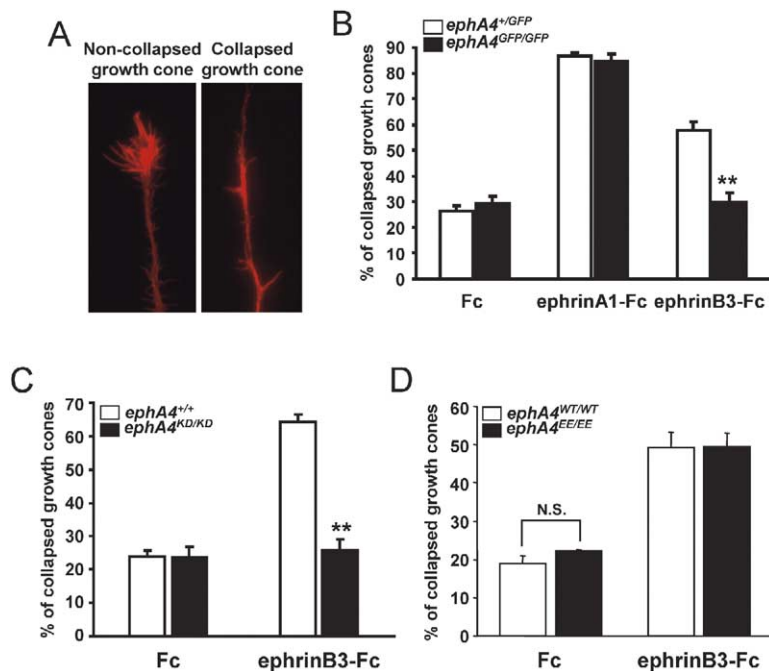 A
Non-collapsed growth cone
Collapsed growth cone
B
ephA4+/GFP
ephA4GFP/GFP
% of collapsed growth cones
90
80
70
60
50
40
30
20
10
0
**
Fc
ephrinA1-Fc
ephrinB3-Fc
C
ephA4+/+
ephA4KD/KD
% of collapsed growth cones
70
60
50
40
30
20
10
0
**
Fc
ephrinB3-Fc
D
ephA4WT/WT
ephA4EE/EE
% of collapsed growth cones
60
50
40
30
20
10
0
N.S.
Fc
ephrinB3-Fc